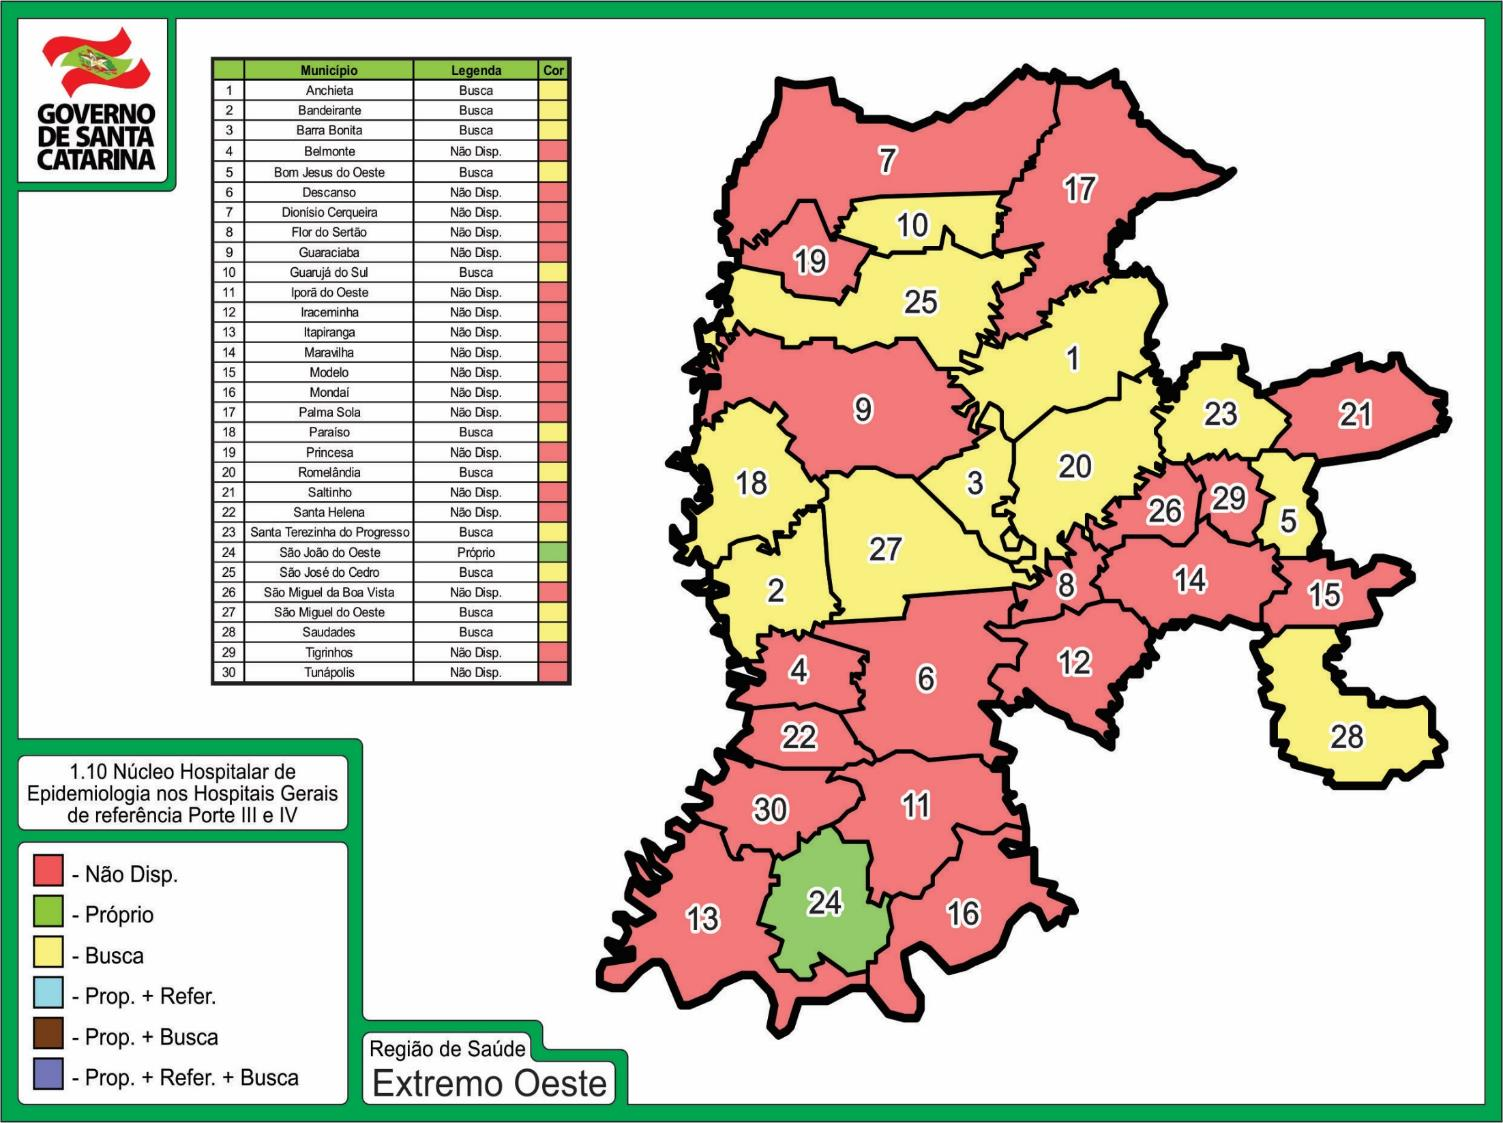 GOVERNO
DE SANTA
CATARINA
Município Legenda Cor
1 Anchieta Busca
2 Bandeirante Busca
3 Barra Bonita Busca
4 Belmonte Não Disp.
5 Bom Jesus do Oeste Busca
6 Descanso Não Disp.
7 Dionísio Cerqueira Não Disp.
8 Flor do Sertão Não Disp.
9 Guaraciaba Não Disp.
10 Guarujá do Sul Busca
11 Iporã do Oeste Não Disp.
12 Iraceminha Não Disp.
13 Itapiranga Não Disp.
14 Maravilha Não Disp.
15 Modelo Não Disp.
16 Mondaí Não Disp.
17 Palma Sola Não Disp.
18 Paraíso Busca
19 Princesa Não Disp.
20 Romelândia Busca
21 Saltinho Não Disp.
22 Santa Helena Não Disp.
23 Santa Terezinha do Progresso Busca
24 São João do Oeste Próprio
25 São José do Cedro Busca
26 São Miguel da Boa Vista Não Disp.
27 São Miguel do Oeste Busca
28 Saudades Busca
29 Tigrinhos Não Disp.
30 Tunápolis Não Disp.
7
17
10
19
25
1
9
23
21
18
3
20
26
29
5
27
2
8
14
15
4
6
12
22
28
30
11
13
24
16
1.10 Núcleo Hospitalar de
Epidemiologia nos Hospitais Gerais
de referência Porte III e IV
- Não Disp.
- Próprio
- Busca
- Prop. + Refer.
- Prop. + Busca
- Prop. + Refer. + Busca
Região de Saúde
Extremo Oeste